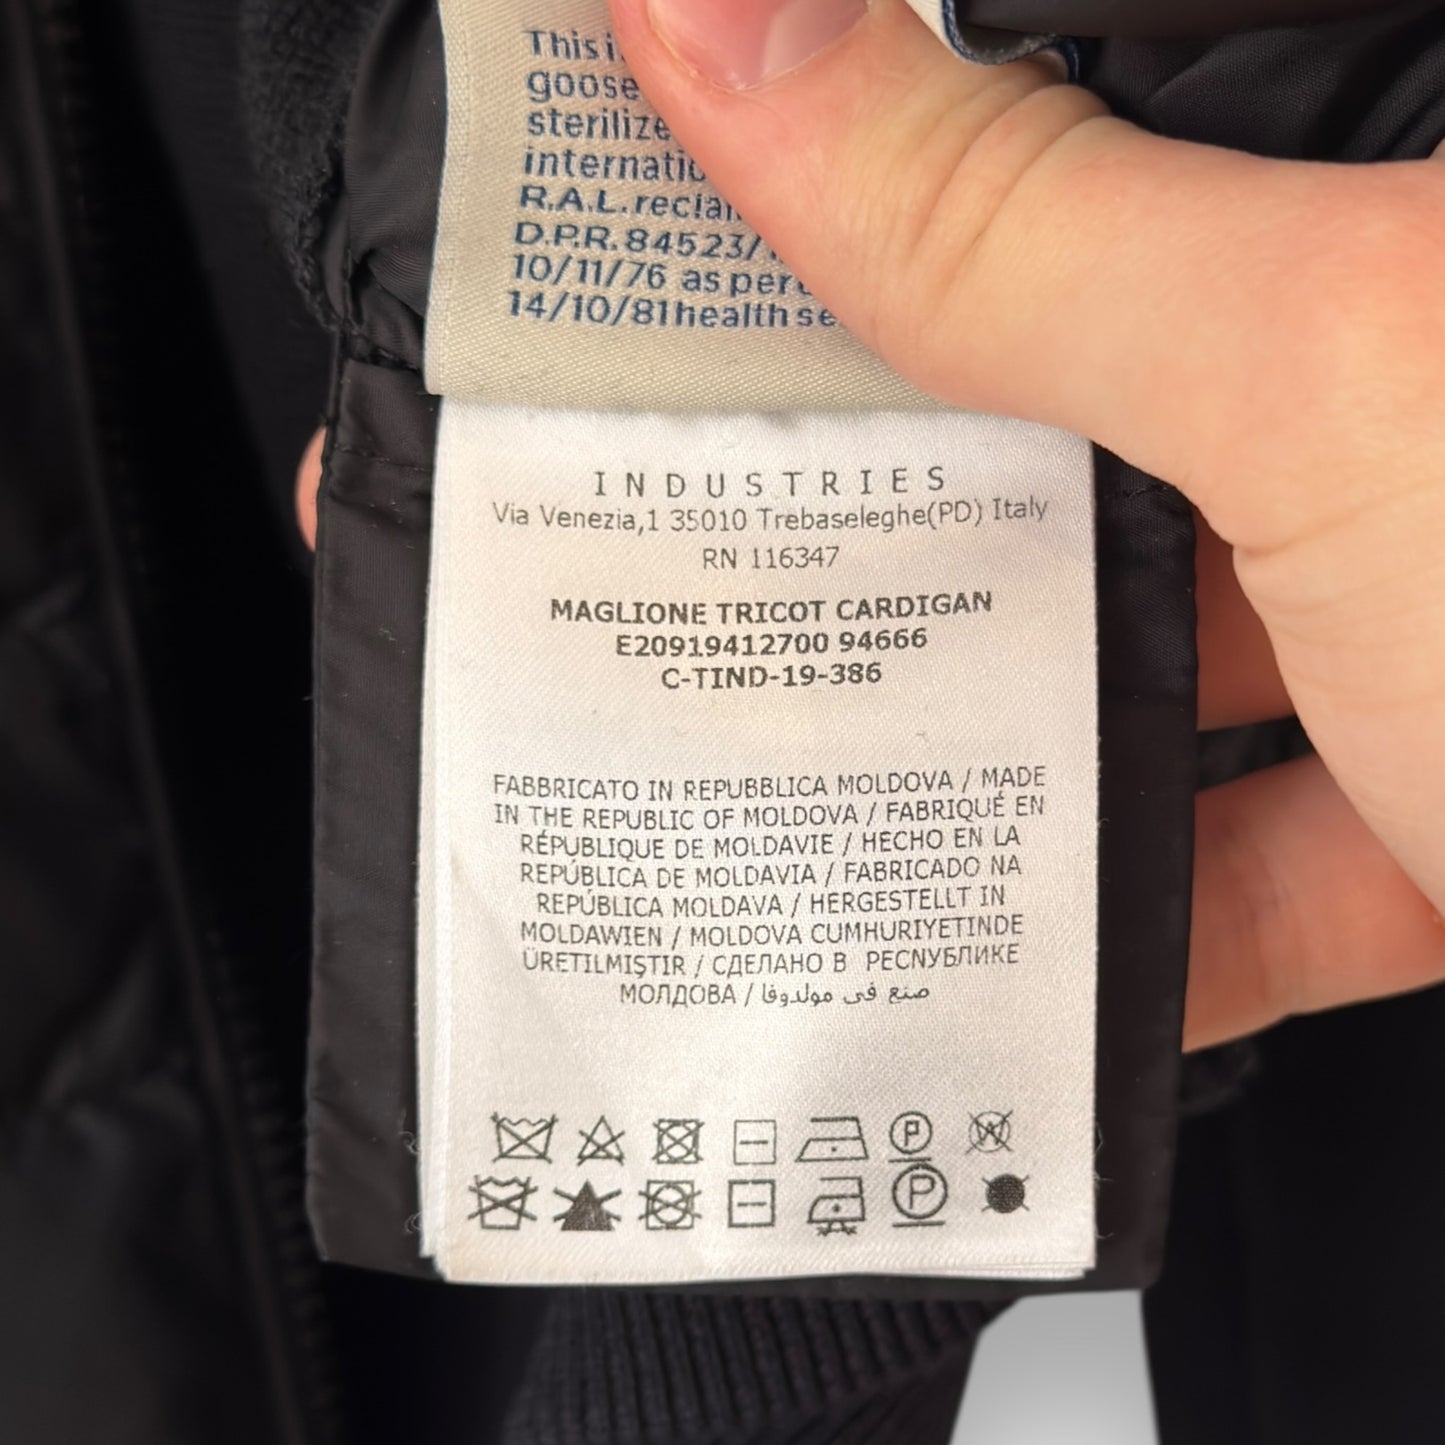 This
goose
sterilize
R.A.L.
D.P.R. 84523/
10/11/76 as per
14/10/81 health
INDUSTRIES
Via Venezia,1 35010 Trebaseleghe(PD) Italy
RN 116347
MAGLIONE TRICOT CARDIGAN
E20919412700 94666
C-TIND-19-386
FABBRICATO IN REPUBBLICA MOLDOVA / MADE
IN THE REPUBLIC OF MOLDOVA / FABRIQUÉ EN
RÉPUBLIQUE DE MOLDAVIE / HECHO EN LA
REPÚBLICA DE MOLDAVIA / FABRICADO NA
REPÚBLICA MOLDAVA / HERGESTELLT IN
MOLDAWIEN / MOLDOVA CUMHURIYETINDE
ÜRETILMIŞTIR / СДЕЛАНО В РЕСПУБЛИКЕ
МОЛДОВА / صنع في مولدوفا
P W
P